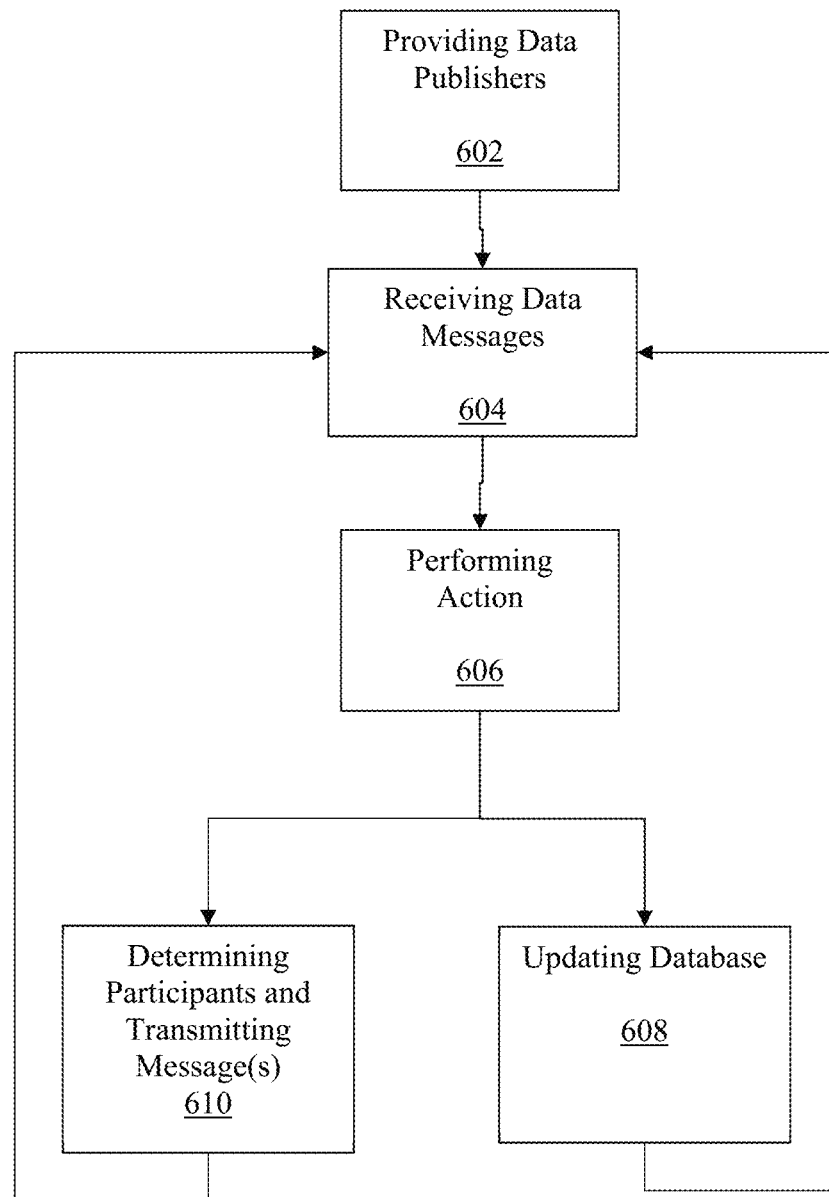 Providing Data
Publishers
602
Receiving Data
Messages
604
Performing
Action
606
Determining
Participants and
Transmitting
Message(s)
610
Updating Database
608